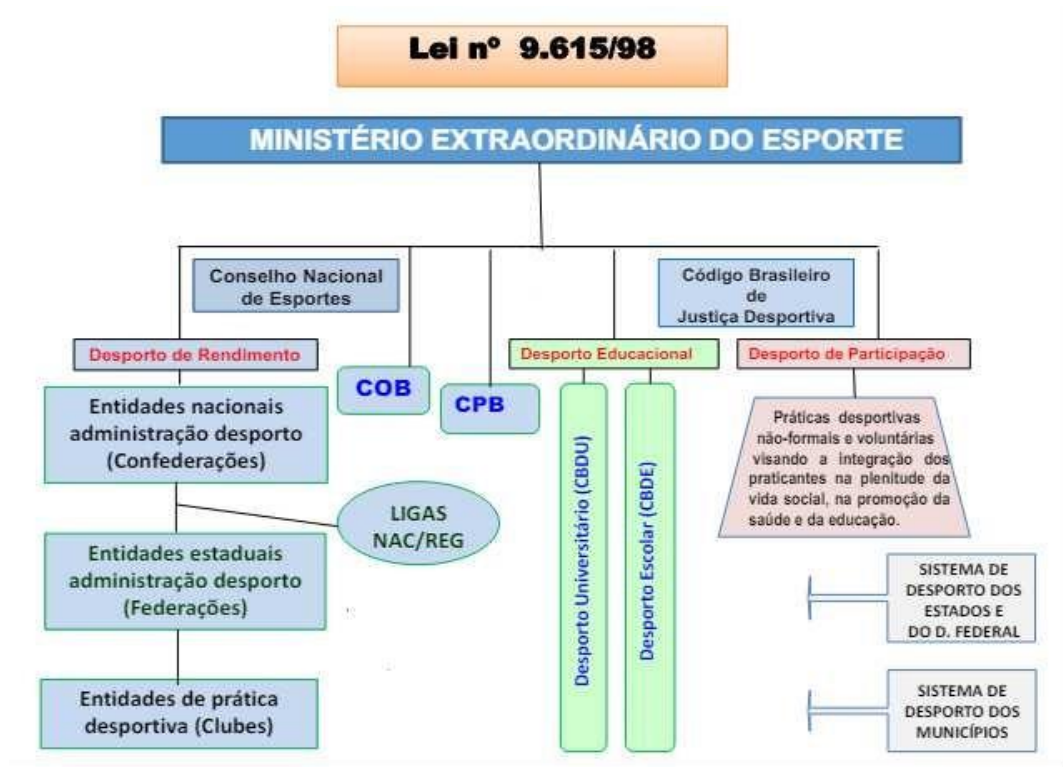 Lei nº 9.615/98
MINISTÉRIO EXTRAORDINÁRIO DO ESPORTE
Conselho Nacional
de Esportes
Código Brasileiro
de
Justiça Desportiva
Desporto de Rendimento
COB
CPB
Desporto Educacional
Desporto de Participação
Entidades nacionais
administração desporto
(Confederações)
LIGAS
NAC/REG
Entidades estaduais
administração desporto
(Federações)
Entidades de prática
desportiva (Clubes)
Desporto Universitário (CBDU)
Desporto Escolar (CBDE)
Práticas desportivas
não-formais e voluntárias
visando a integração dos
praticantes na plenitude da
vida social, na promoção da
saúde e da educação.
SISTEMA DE
DESPORTO DOS
ESTADOS E
DO D. FEDERAL
SISTEMA DE
DESPORTO DOS
MUNICÍPIOS